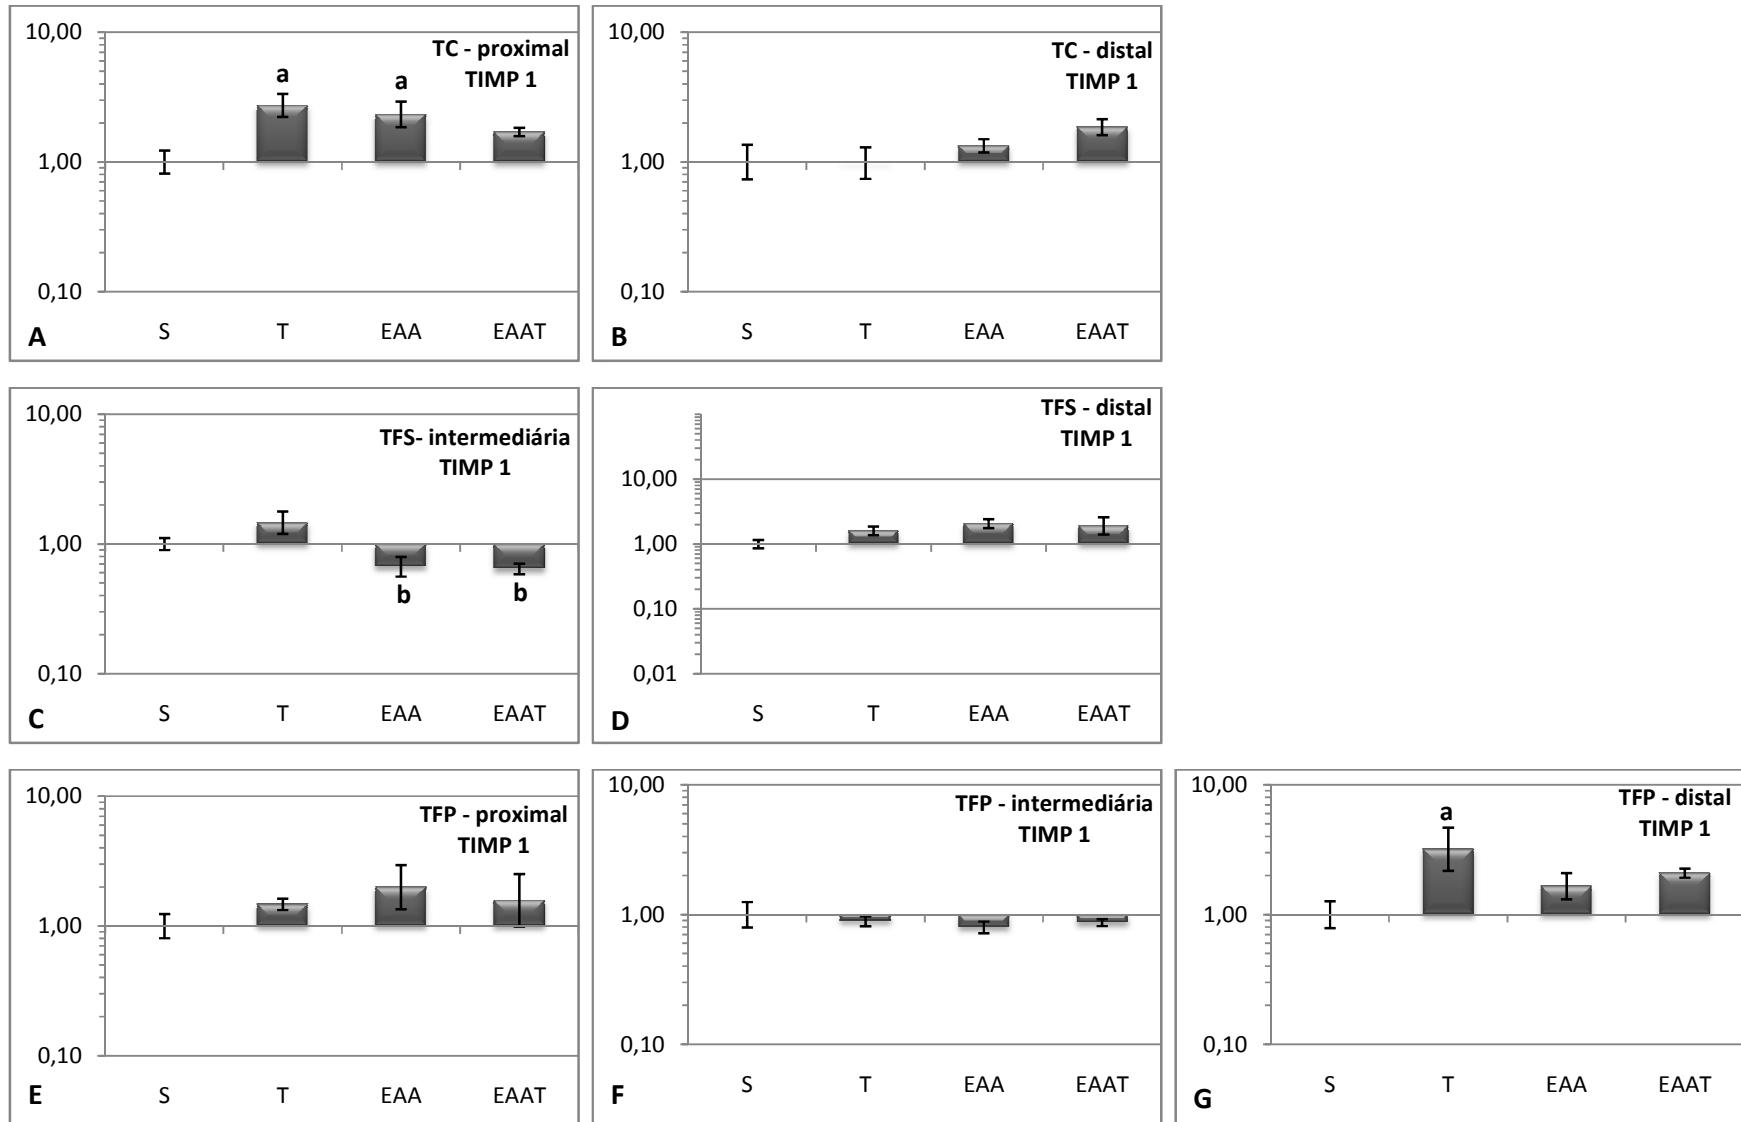 10,00
TC - proximal
TIMP 1
a
a
1,00
0,10
S T EAA EAAT
A
10,00
TC - distal
TIMP 1
1,00
0,10
S T EAA EAAT
B
10,00
TFS- intermediária
TIMP 1
1,00
b
b
0,10
S T EAA EAAT
C
TFS - distal
TIMP 1
10,00
1,00
0,10
0,01
S T EAA EAAT
D
10,00
TFP - proximal
TIMP 1
1,00
0,10
S T EAA EAAT
E
10,00
TFP - intermediária
TIMP 1
1,00
0,10
S T EAA EAAT
F
10,00
TFP - distal
TIMP 1
a
1,00
0,10
S T EAA EAAT
G